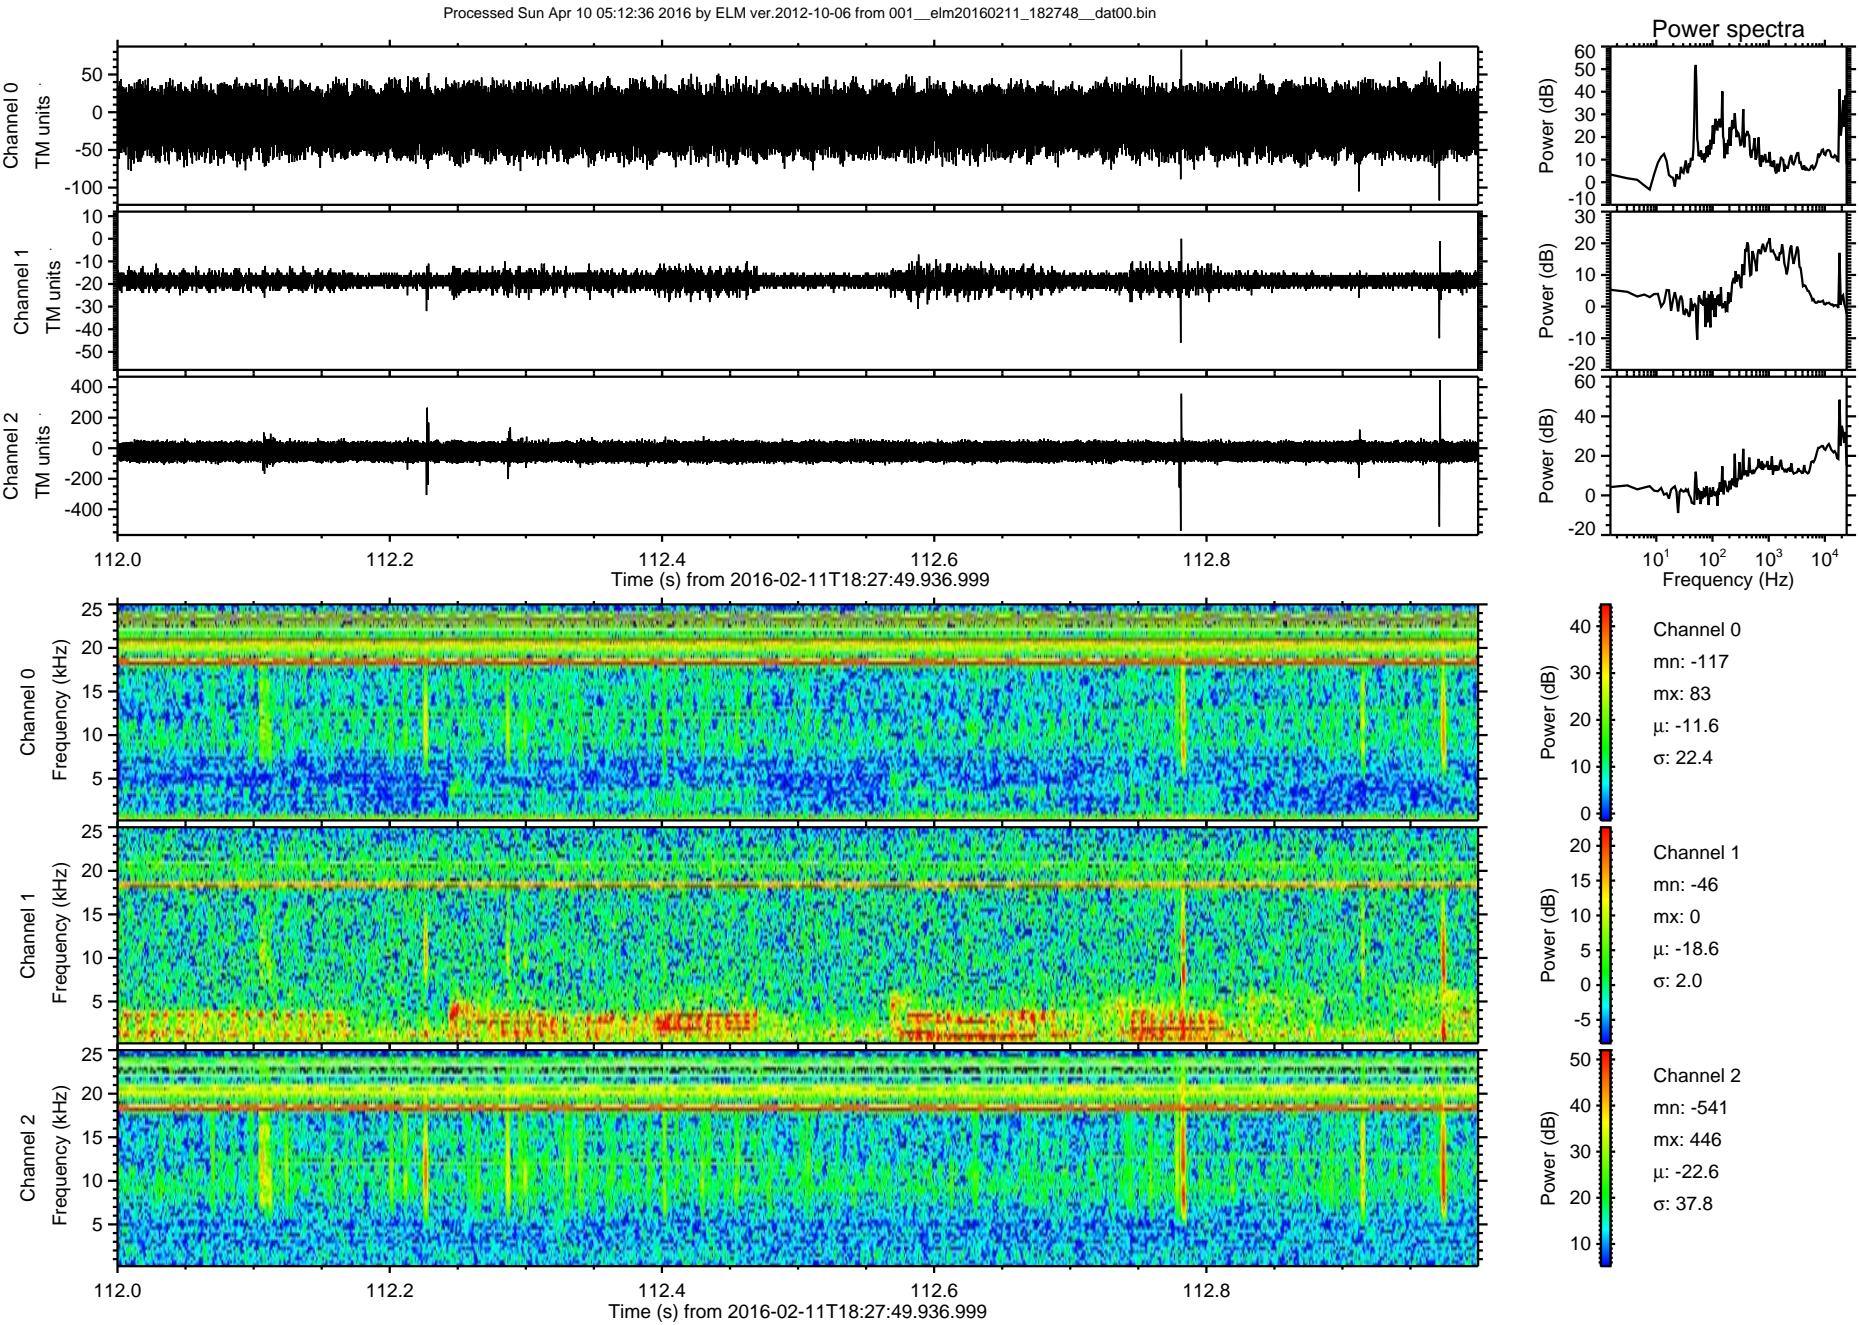 Processed Sun Apr 10 05:12:36 2016 by ELM ver.2012-10-06 from 001__elm20160211_182748__dat00.bin
Power spectra
Channel 0
TM units
50
0
-50
-100
Power (dB)
60
50
40
30
20
10
0
-10
Channel 1
TM units
10
0
-10
-20
-30
-40
-50
Power (dB)
30
20
10
0
-10
-20
Channel 2
TM units
400
200
0
-200
-400
Power (dB)
60
40
20
0
-20
112.0 112.2 112.4 112.6 112.8
Time (s) from 2016-02-11T18:27:49.936.999
10¹ 10² 10³ 10⁴
Frequency (Hz)
Channel 0
Frequency (kHz)
25
20
15
10
5
Power (dB)
40
30
20
10
0
Channel 0
mn: -117
mx: 83
μ: -11.6
σ: 22.4
Channel 1
Frequency (kHz)
25
20
15
10
5
Power (dB)
20
15
10
5
0
-5
Channel 1
mn: -46
mx: 0
μ: -18.6
σ: 2.0
Channel 2
Frequency (kHz)
25
20
15
10
5
Power (dB)
50
40
30
20
10
Channel 2
mn: -541
mx: 446
μ: -22.6
σ: 37.8
112.0 112.2 112.4 112.6 112.8
Time (s) from 2016-02-11T18:27:49.936.999